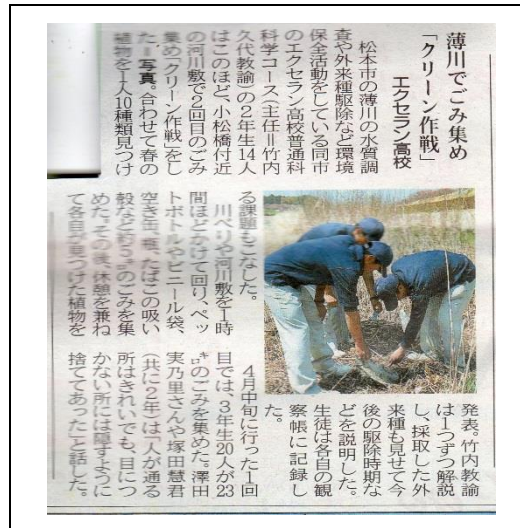 薄川でごみ集め
「クリーン作戦」
エクセラン高校
松本市の薄川の水質調
査や外来種駆除など環境
保全活動をしている同市
のエクセラン高校普通科
科学コース(主任=竹内
久代教諭)の2年生14人
はこのほど、小松橋付近
の河川敷で2回目のごみ
集め「クリーン作戦」をし
た=写真。合わせて春の
植物を1人10種類見つけ
る課題もこなした。
川べりや河川敷を1時
間ほどかけて回り、ペッ
トボトルやビニール袋、
空き缶、瓶、たばこの吸い
殻など のごみを集
めた。その後、休憩を兼ね
て各自が見つけた植物を
発表。竹内教諭
は1つずつ解説
し、採取した外
来種も見せて今
後の駆除時期な
どを説明した。
生徒は各自の観
察帳に記録し
た。
4月中旬に行った1回
目では、3年生20人が23
㌔のごみを集めた。澤田
実乃里さんや塚田慧君
(共に2年)は「人が通る
所はきれいでも、目につ
かない所には隠すように
捨ててあった」と話した。